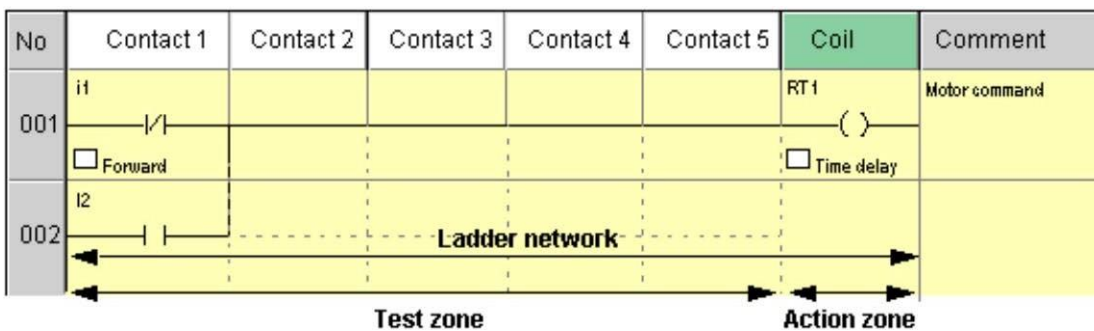 No Contact 1 Contact 2 Contact 3 Contact 4 Contact 5 Coil Comment
i1 RT1 Motor command
001
Forward Time delay
I2
002
Ladder network
Test zone Action zone